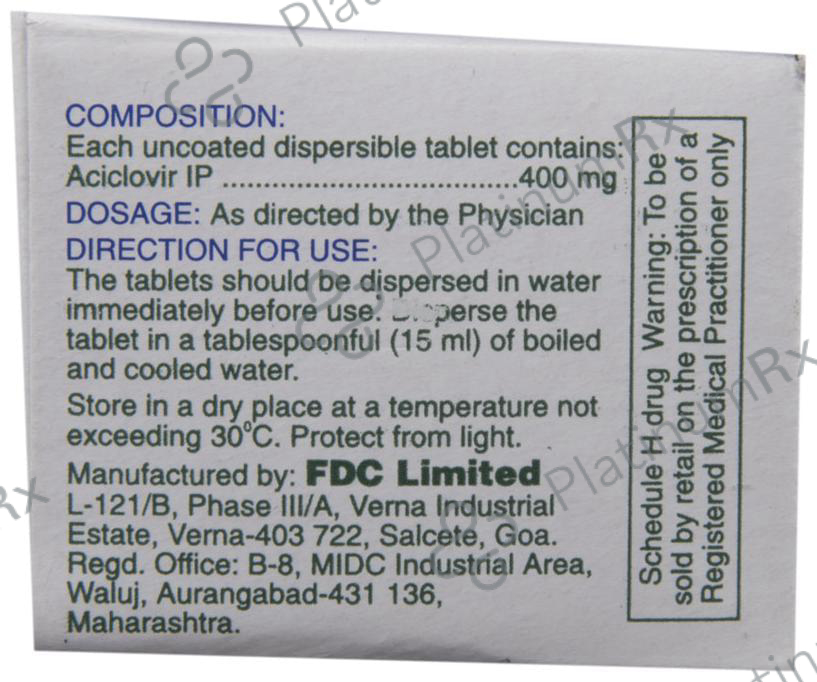 COMPOSITION:
Each uncoated dispersible tablet contains:
Aciclovir IP ....................................400 mg
DOSAGE: As directed by the Physician
DIRECTION FOR USE:
The tablets should be dispersed in water
immediately before use. Disperse the
tablet in a tablespoonful (15 ml) of boiled
and cooled water.
Store in a dry place at a temperature not
exceeding 30°C. Protect from light.
Manufactured by: FDC Limited
L-121/B, Phase III/A, Verna Industrial
Estate, Verna-403 722, Salcete, Goa.
Regd. Office: B-8, MIDC Industrial Area,
Waluj, Aurangabad-431 136,
Maharashtra.
Schedule H drug Warning: To be
sold by retail on the prescription of a
Registered Medical Practitioner only
PlatinumRx
PlatinumRx